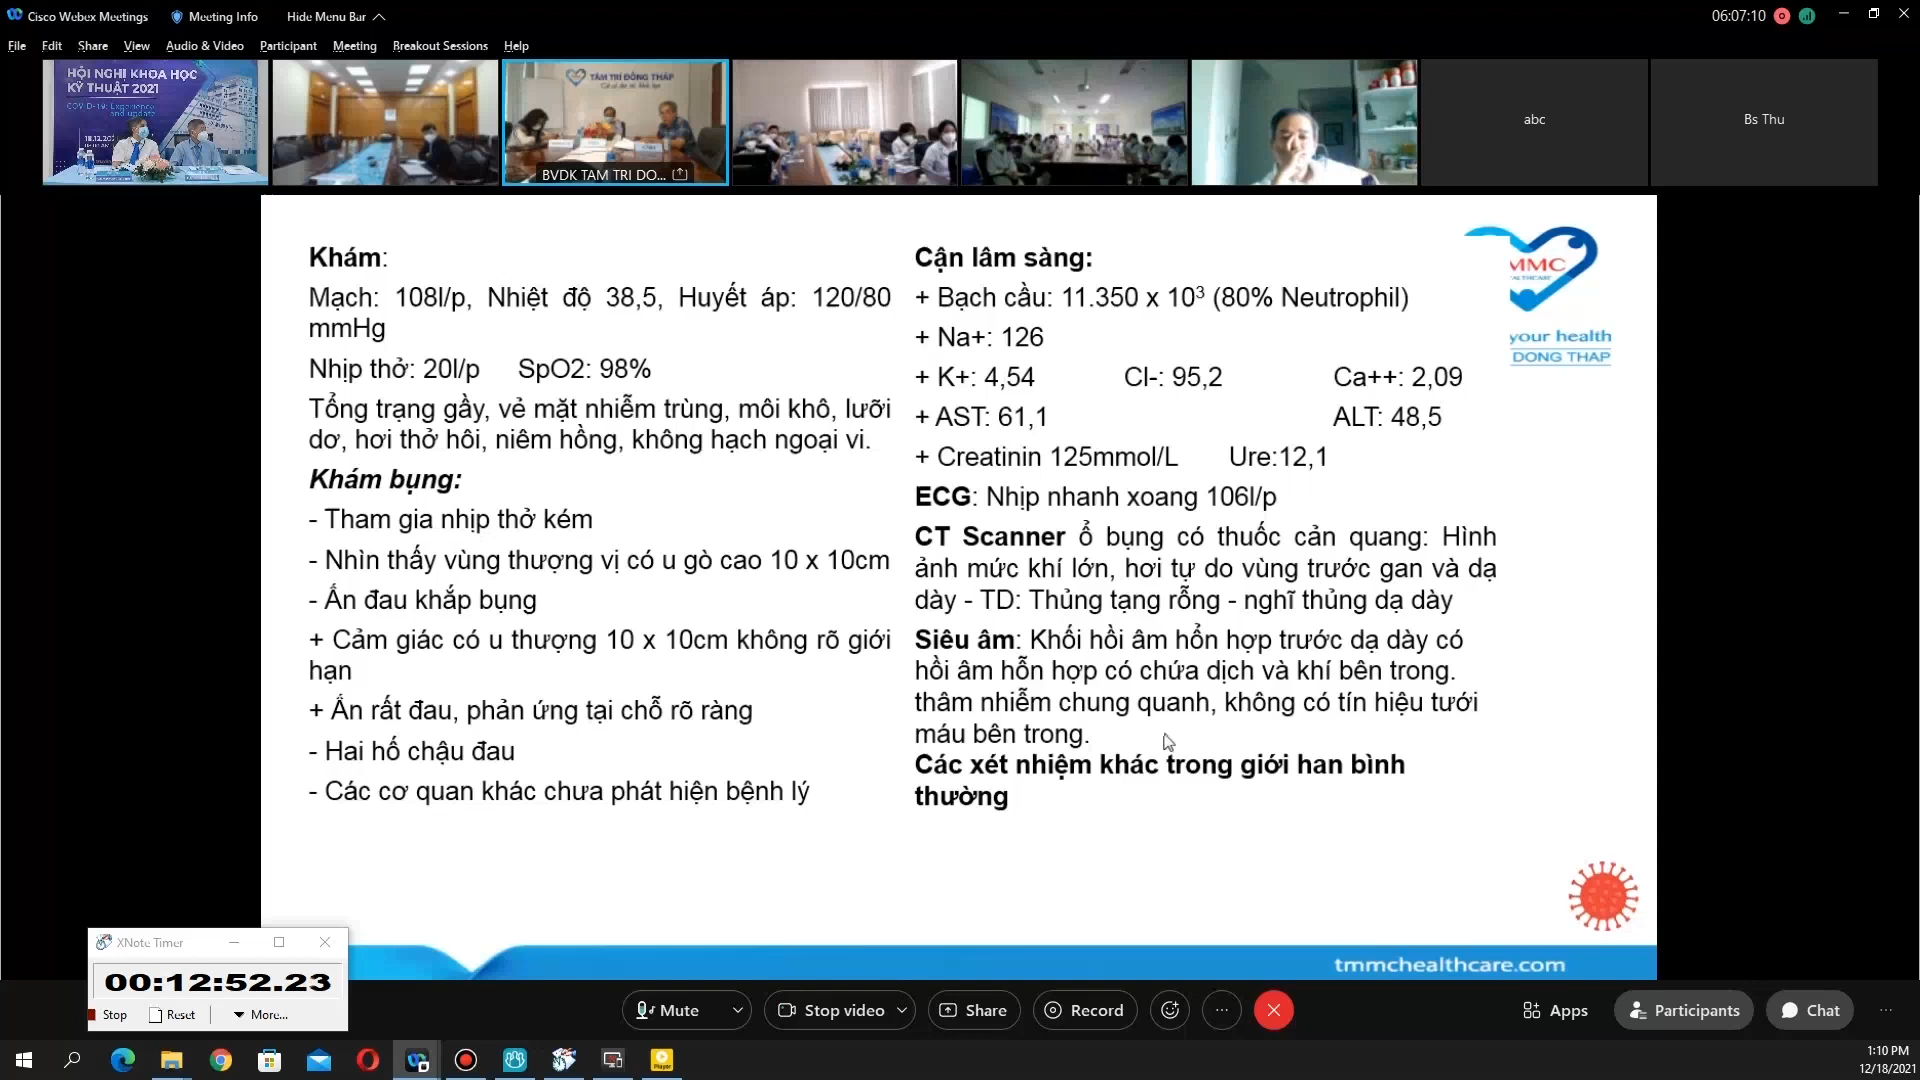 Cisco Webex Meetings
Meeting Info
Hide Menu Bar
06:07:10
File Edit Share View Audio & Video Participant Meeting Breakout Sessions Help
HỘI NGHỊ KHOA HỌC
KỸ THUẬT 2021
COVID-19: Experience
and update
TÂM TRÍ ĐỒNG THÁP
BVDK TAM TRI DO...
abc
Bs Thu
Khám:
Mạch: 108l/p, Nhiệt độ 38,5, Huyết áp: 120/80
mmHg
Nhịp thở: 20l/p SpO2: 98%
Tổng trạng gầy, vẻ mặt nhiễm trùng, môi khô, lưỡi
dơ, hơi thở hôi, niêm hồng, không hạch ngoại vi.
Khám bụng:
- Tham gia nhịp thở kém
- Nhìn thấy vùng thượng vị có u gò cao 10 x 10cm
- Ấn đau khắp bụng
+ Cảm giác có u thượng 10 x 10cm không rõ giới
hạn
+ Ấn rất đau, phản ứng tại chỗ rõ ràng
- Hai hố chậu đau
- Các cơ quan khác chưa phát hiện bệnh lý
Cận lâm sàng:
+ Bạch cầu: 11.350 x 10³ (80% Neutrophil)
+ Na+: 126
+ K+: 4,54 Cl-: 95,2 Ca++: 2,09
+ AST: 61,1 ALT: 48,5
+ Creatinin 125mmol/L Ure:12,1
ECG: Nhịp nhanh xoang 106l/p
CT Scanner ổ bụng có thuốc cản quang: Hình
ảnh mức khí lớn, hơi tự do vùng trước gan và dạ
dày - TD: Thủng tạng rỗng - nghĩ thủng dạ dày
Siêu âm: Khối hồi âm hổn hợp trước dạ dày có
hồi âm hỗn hợp có chứa dịch và khí bên trong.
thâm nhiễm chung quanh, không có tín hiệu tưới
máu bên trong.
Các xét nhiệm khác trong giới han bình
thường
MMC
your health
DONG THAP
tmmchealthcare.com
XNote Timer
00:12:52.23
Stop Reset More...
Mute
Stop video
Share
Record
Apps
Participants
Chat
1:10 PM
12/18/2021